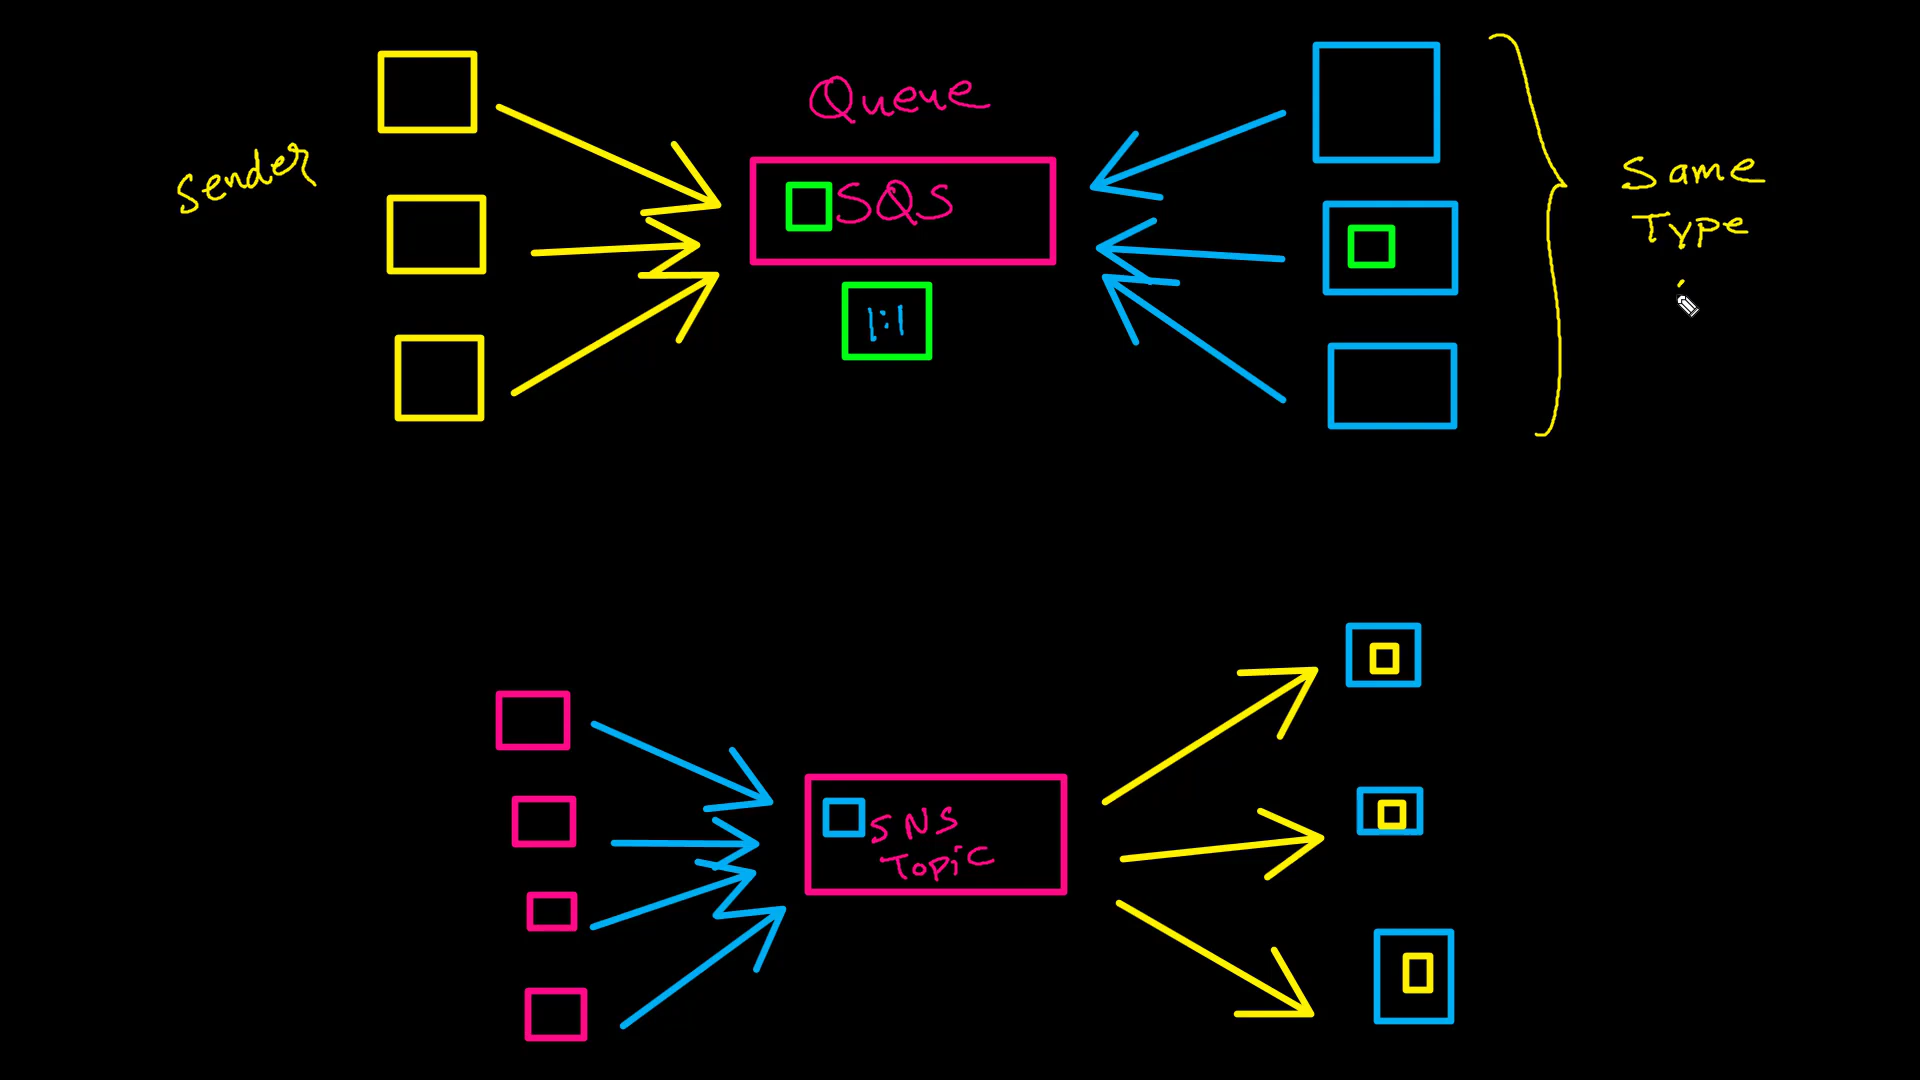 Sender
Queue
SQS
1:1
Same
Type
SNS
Topic